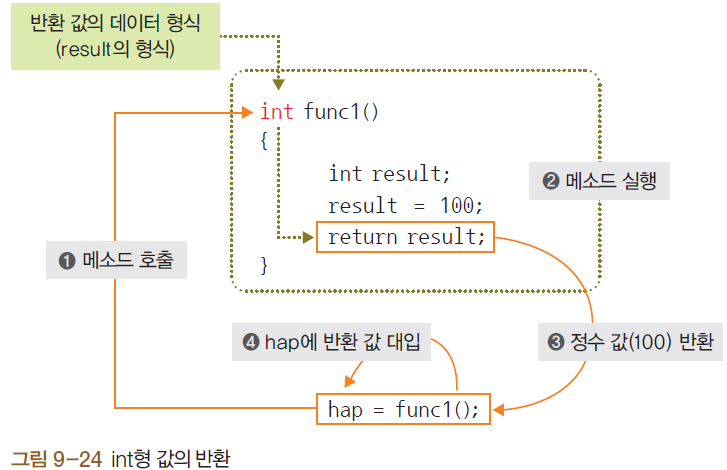 반환 값의 데이터 형식
(result의 형식)
int func1()
{
int result;
❷ 메소드 실행
result = 100;
return result;
❶ 메소드 호출
}
❹ hap에 반환 값 대입
❸ 정수 값(100) 반환
hap = func1();
그림 9-24 int형 값의 반환